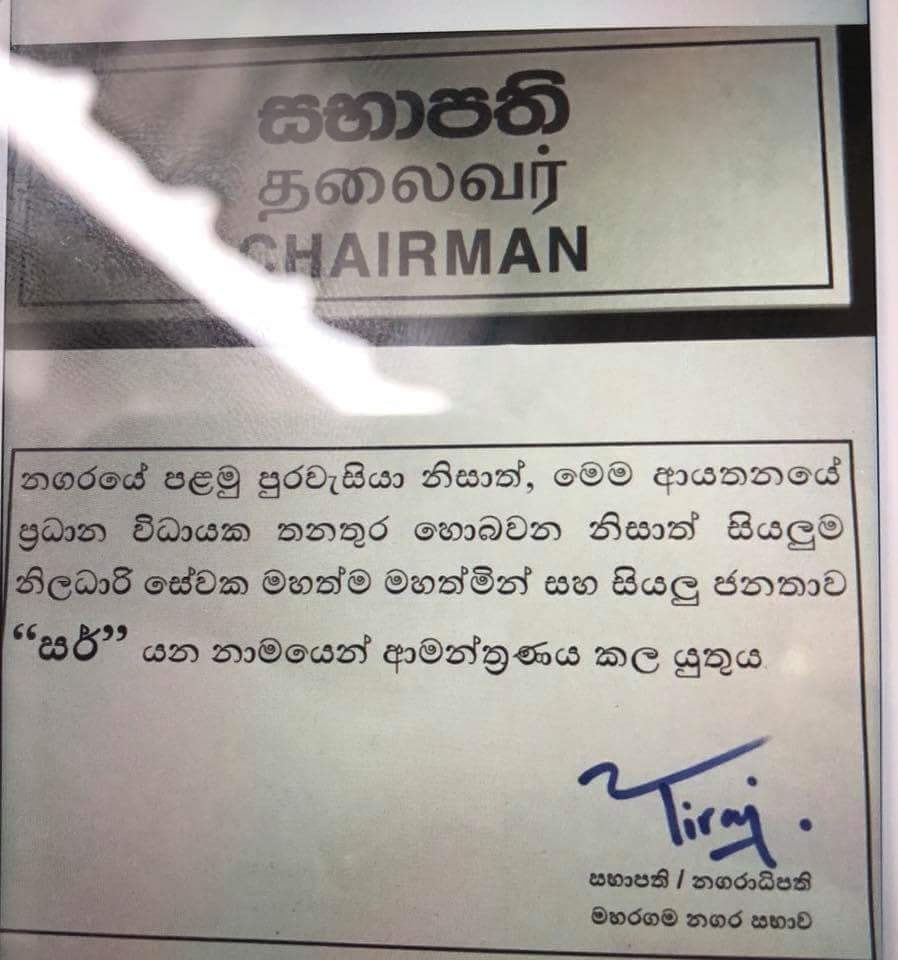 සභාපති
தலைவர்
CHAIRMAN
නගරයේ පළමු පුරවැසියා නිසාත්, මෙම ආයතනයේ
ප්‍රධාන විධායක තනතුර හොබවන නිසාත් සියලුම
නිලධාරි සේවක මහත්ම මහත්මින් සහ සියලු ජනතාව
“සර්” යන නාමයෙන් ආමන්ත්‍රණය කල යුතුය
Tiraj.
සභාපති / නගරාධිපති
මහරගම නගර සභාව